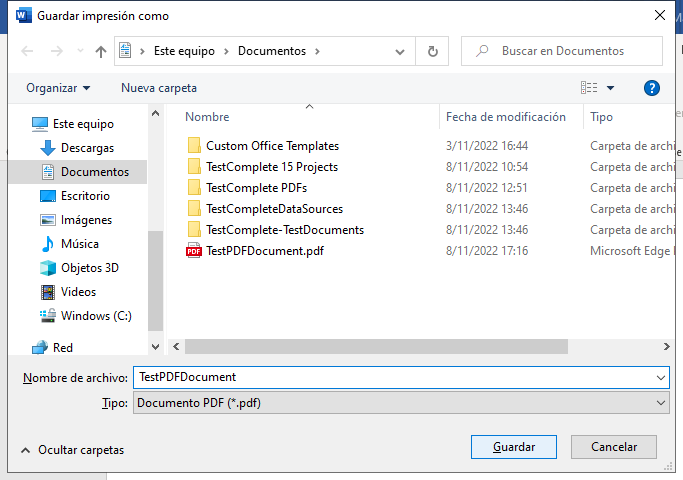 Guardar impresión como
Este equipo > Documentos >
Buscar en Documentos
Organizar
Nueva carpeta
Nombre Fecha de modificación Tipo
Este equipo
Descargas
Documentos
Escritorio
Imágenes
Música
Objetos 3D
Videos
Windows (C:)
Red
Custom Office Templates 3/11/2022 16:44 Carpeta de archi
TestComplete 15 Projects 8/11/2022 10:54 Carpeta de archi
TestComplete PDFs 8/11/2022 12:51 Carpeta de archi
TestCompleteDataSources 8/11/2022 13:46 Carpeta de archi
TestComplete-TestDocuments 8/11/2022 13:46 Carpeta de archi
PDF TestPDFDocument.pdf 8/11/2022 17:16 Microsoft Edge
Nombre de archivo: TestPDFDocument
Tipo: Documento PDF (*.pdf)
Ocultar carpetas
Guardar
Cancelar